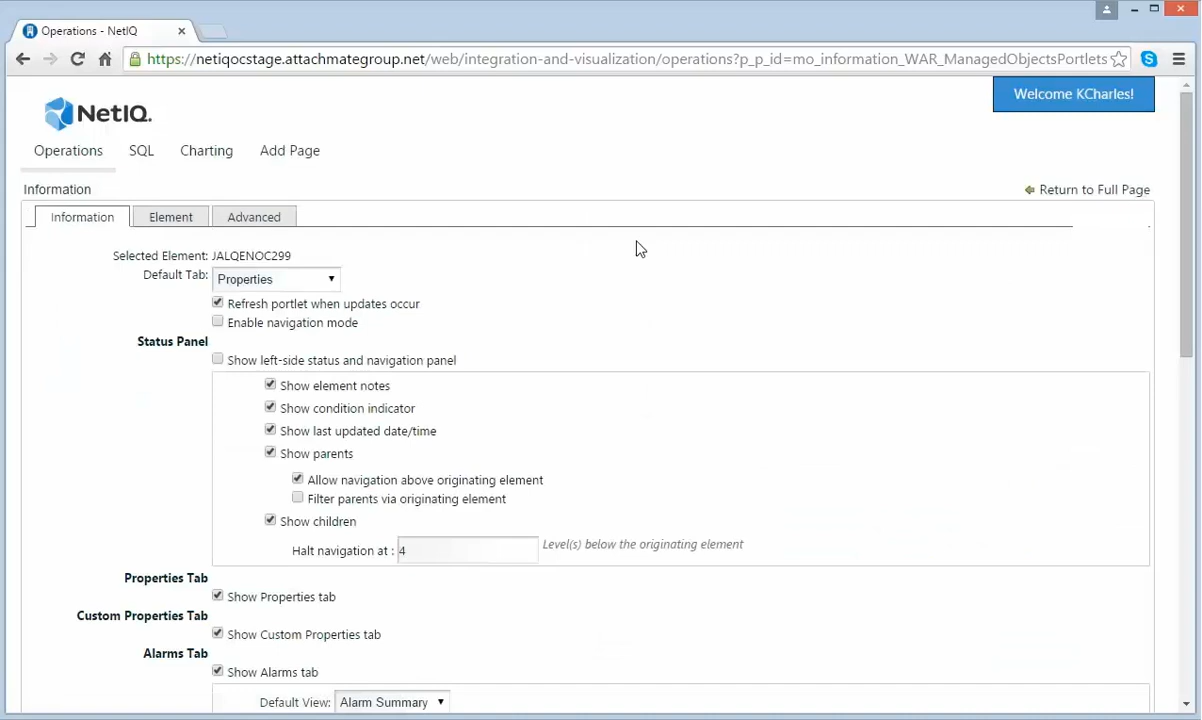 Operations - NetIQ
https://netiqocstage.attachmategroup.net/web/integration-and-visualization/operations?p_p_id=mo_information_WAR_ManagedObjectsPortlets
NetIQ.
Welcome KCharles!
Operations SQL Charting Add Page
Information
Return to Full Page
Information Element Advanced
Selected Element: JALQENOC299
Default Tab: Properties
Refresh portlet when updates occur
Enable navigation mode
Status Panel
Show left-side status and navigation panel
Show element notes
Show condition indicator
Show last updated date/time
Show parents
Allow navigation above originating element
Filter parents via originating element
Show children
Halt navigation at : 4 Level(s) below the originating element
Properties Tab
Show Properties tab
Custom Properties Tab
Show Custom Properties tab
Alarms Tab
Show Alarms tab
Default View: Alarm Summary